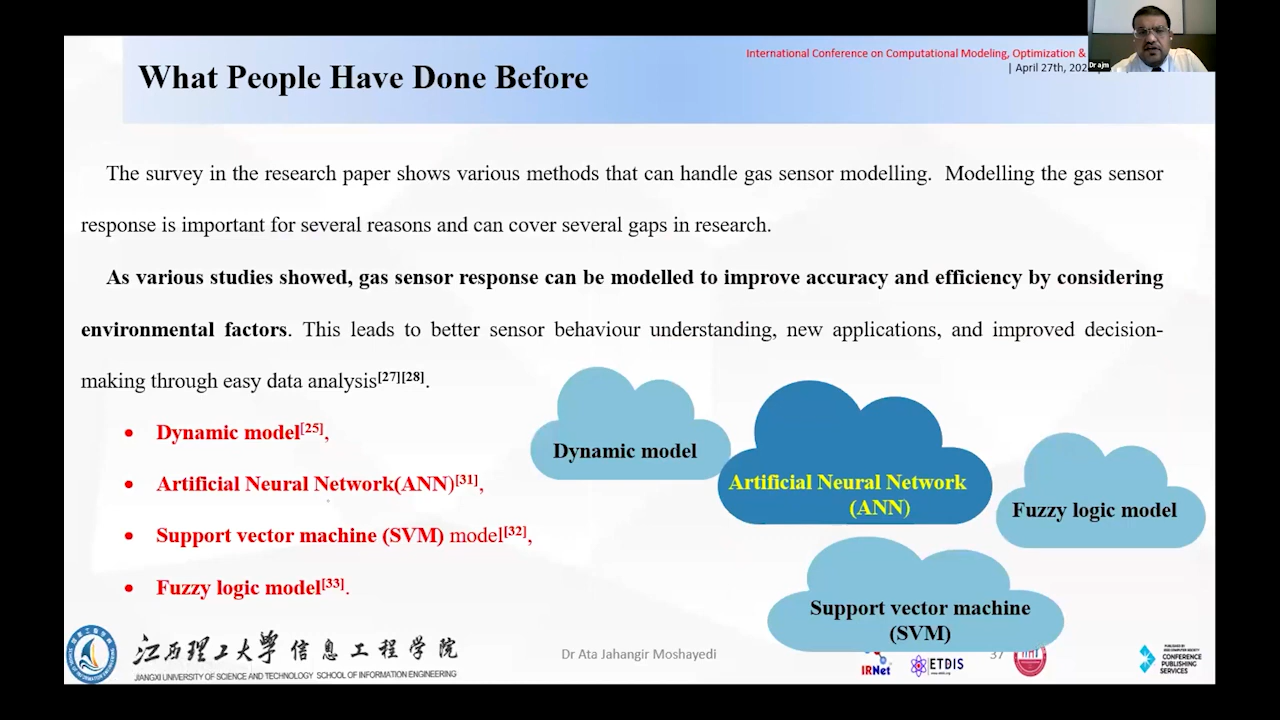 International Conference on Computational Modeling, Optimization &
| April 27th, 202
Dr ajm
What People Have Done Before
The survey in the research paper shows various methods that can handle gas sensor modelling. Modelling the gas sensor
response is important for several reasons and can cover several gaps in research.
As various studies showed, gas sensor response can be modelled to improve accuracy and efficiency by considering
environmental factors. This leads to better sensor behaviour understanding, new applications, and improved decision-
making through easy data analysis[27][28].
• Dynamic model[25],
• Artificial Neural Network(ANN)[31],
• Support vector machine (SVM) model[32],
• Fuzzy logic model[33].
Dynamic model
Artificial Neural Network
(ANN)
Fuzzy logic model
Support vector machine
(SVM)
江西理工大学信息工程学院
JIANGXI UNIVERSITY OF SCIENCE AND TECHNOLOGY SCHOOL OF INFORMATION ENGINEERING
Dr Ata Jahangir Moshayedi
IRNet
ETDIS
37
CONFERENCE
PUBLISHING
SERVICES